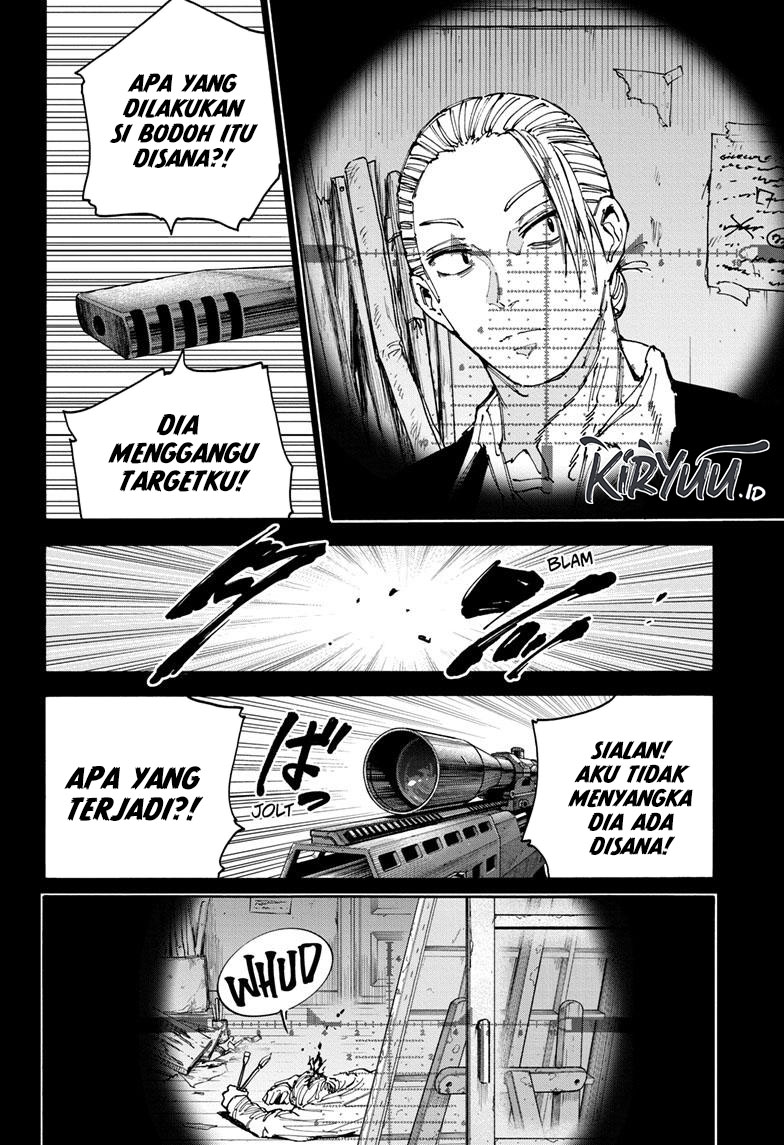 APA YANG
DILAKUKAN
SI BODOH ITU
DISANA?!
DIA
MENGGANGU
TARGETKU!
KIRYUU.ID
BLAM
SIALAN!
AKU TIDAK
MENYANGKA
DIA ADA
DISANA!
ばっ
JOLT
APA YANG
TERJADI?!
WHUD